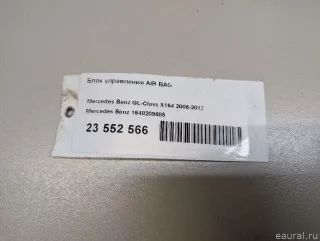 Блок управления AIR BAG
Mercedes Benz GL-Class X164 2006-2012
Mercedes Benz 1648209085
23 552 566
eaural.ru